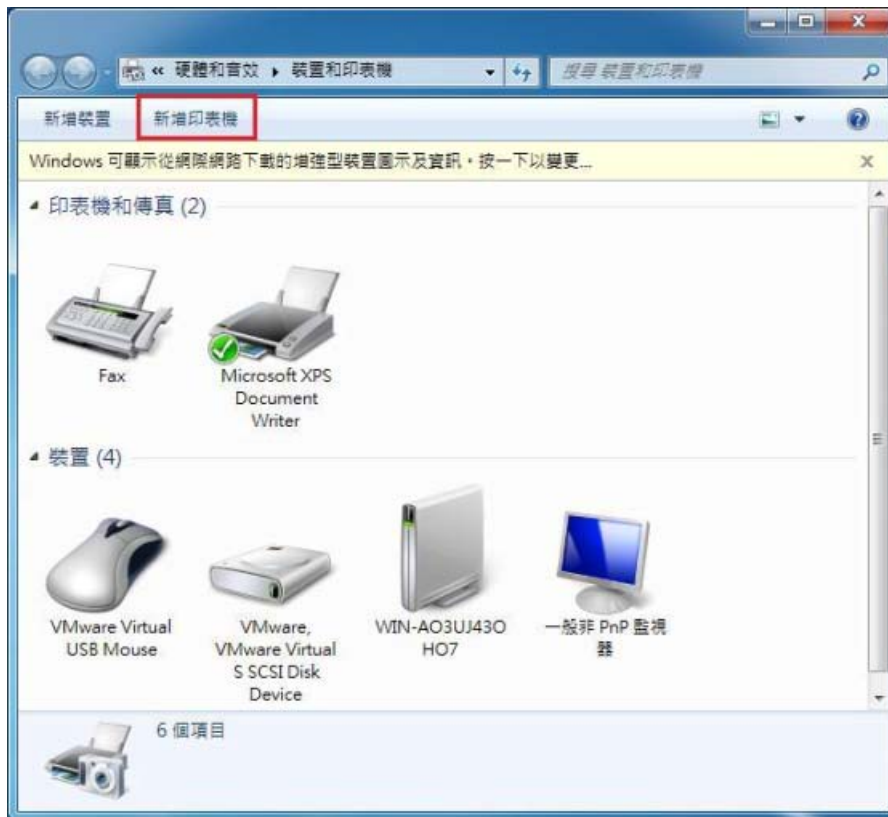 « 硬體和音效 ▸ 裝置和印表機
搜尋 裝置和印表機
新增裝置 新增印表機
Windows 可顯示從網際網路下載的增強型裝置圖示及資訊。按一下以變更...
印表機和傳真 (2)
Fax
Microsoft XPS
Document
Writer
裝置 (4)
VMware Virtual
USB Mouse
VMware,
VMware Virtual
S SCSI Disk
Device
WIN-AO3UJ43O
HO7
一般非 PnP 監視
器
6 個項目